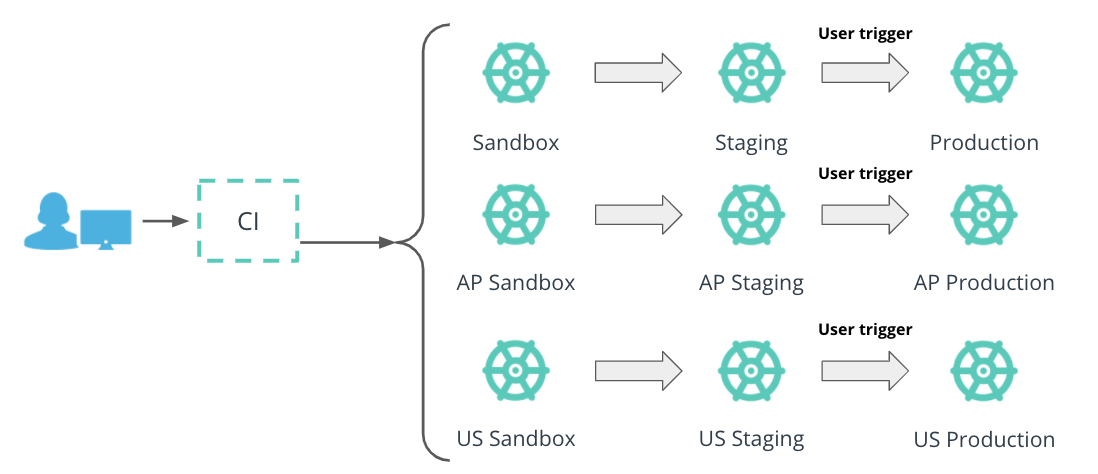 User trigger
Sandbox
Staging
Production
User trigger
CI
AP Sandbox
AP Staging
AP Production
User trigger
US Sandbox
US Staging
US Production